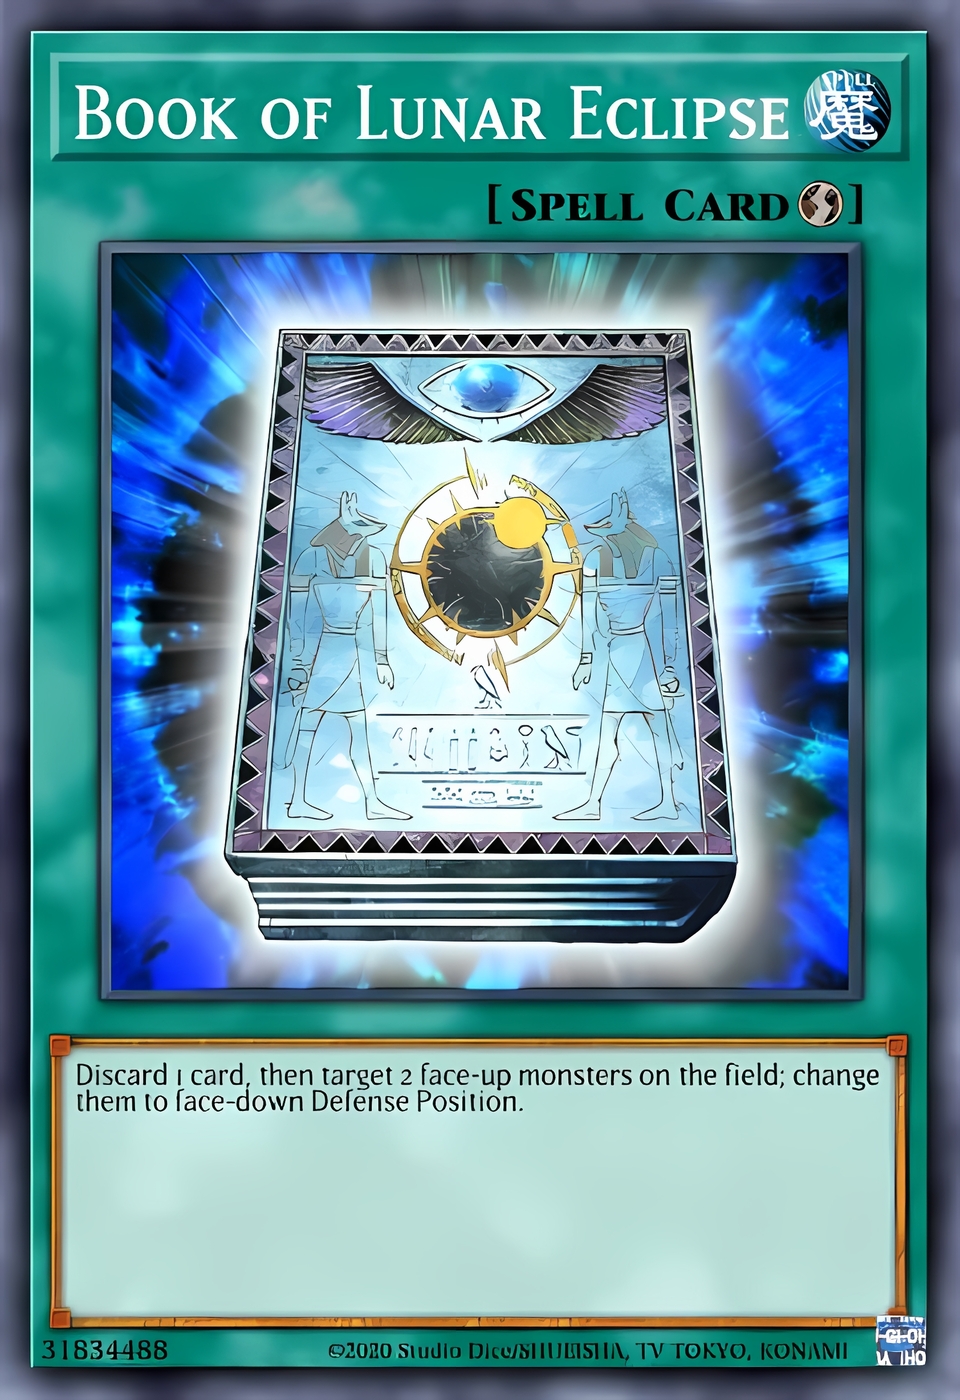 BOOK OF LUNAR ECLIPSE
魔
[SPELL CARD]
Discard 1 card, then target 2 face-up monsters on the field; change
them to face-down Defense Position.
31834488
©2020 Studio Dice/SHUEISHA, TV TOKYO, KONAMI